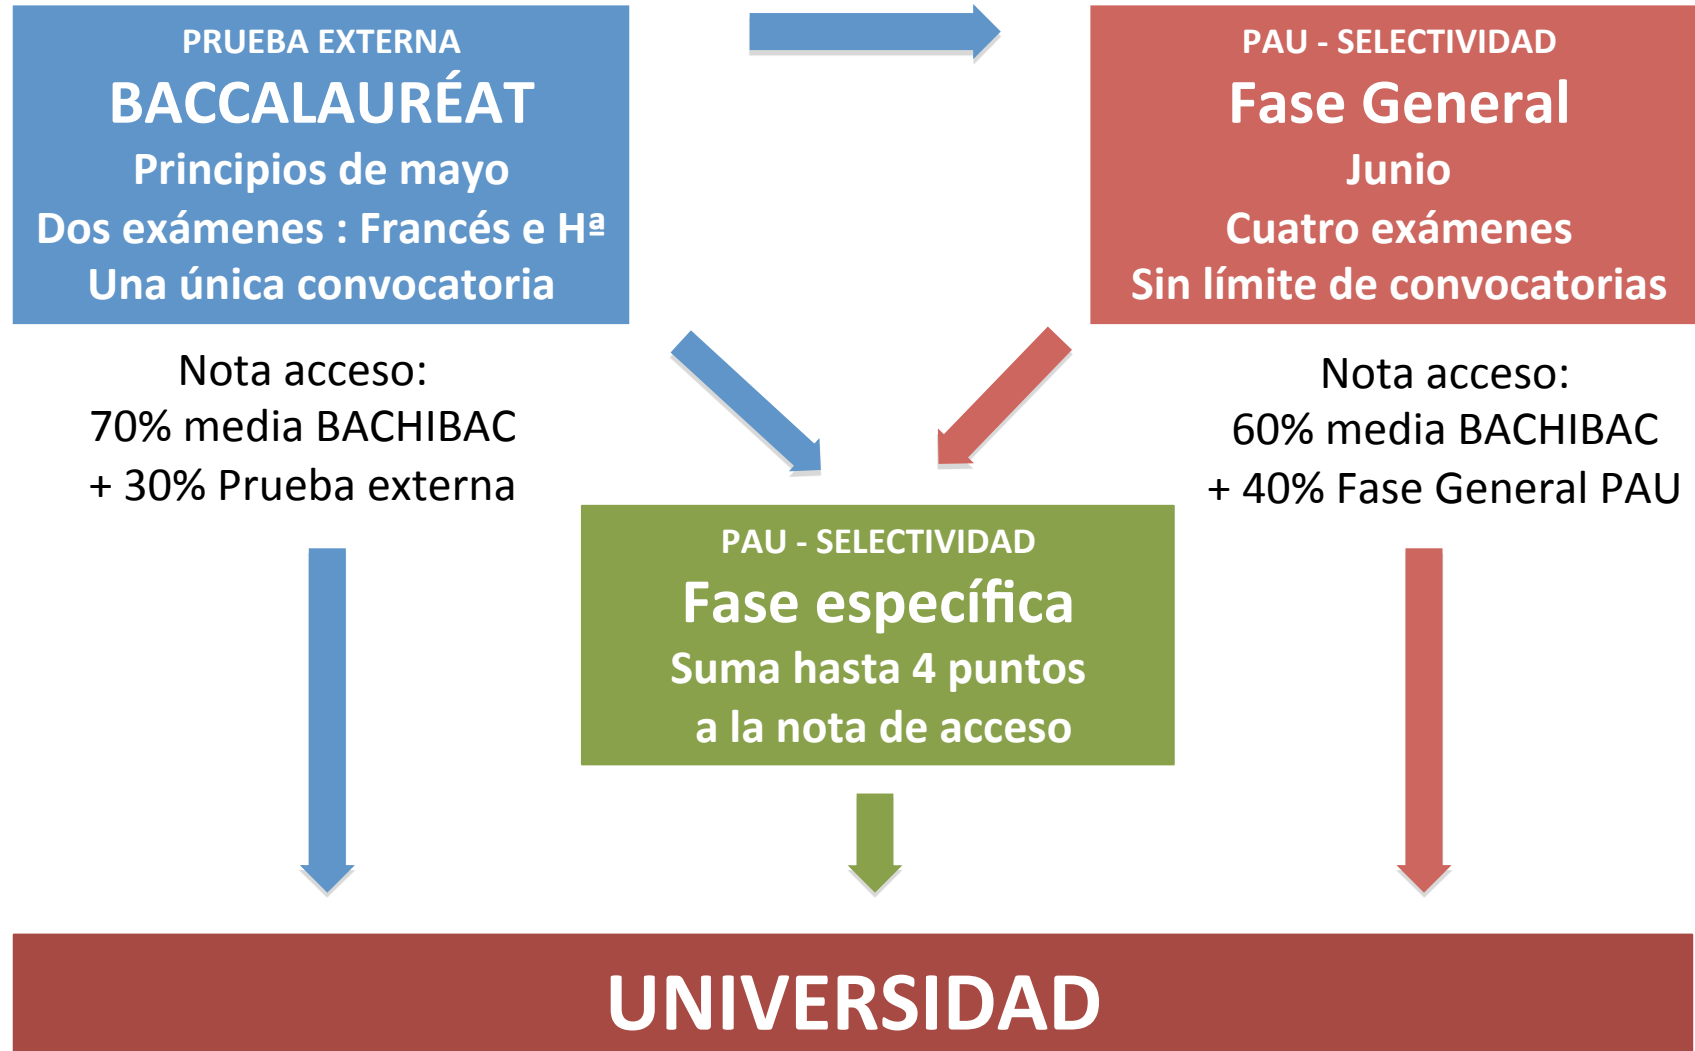 PRUEBA EXTERNA
BACCALAURÉAT
Principios de mayo
Dos exámenes : Francés e Hª
Una única convocatoria
PAU - SELECTIVIDAD
Fase General
Junio
Cuatro exámenes
Sin límite de convocatorias
Nota acceso:
70% media BACHIBAC
+ 30% Prueba externa
Nota acceso:
60% media BACHIBAC
+ 40% Fase General PAU
PAU - SELECTIVIDAD
Fase específica
Suma hasta 4 puntos
a la nota de acceso
UNIVERSIDAD